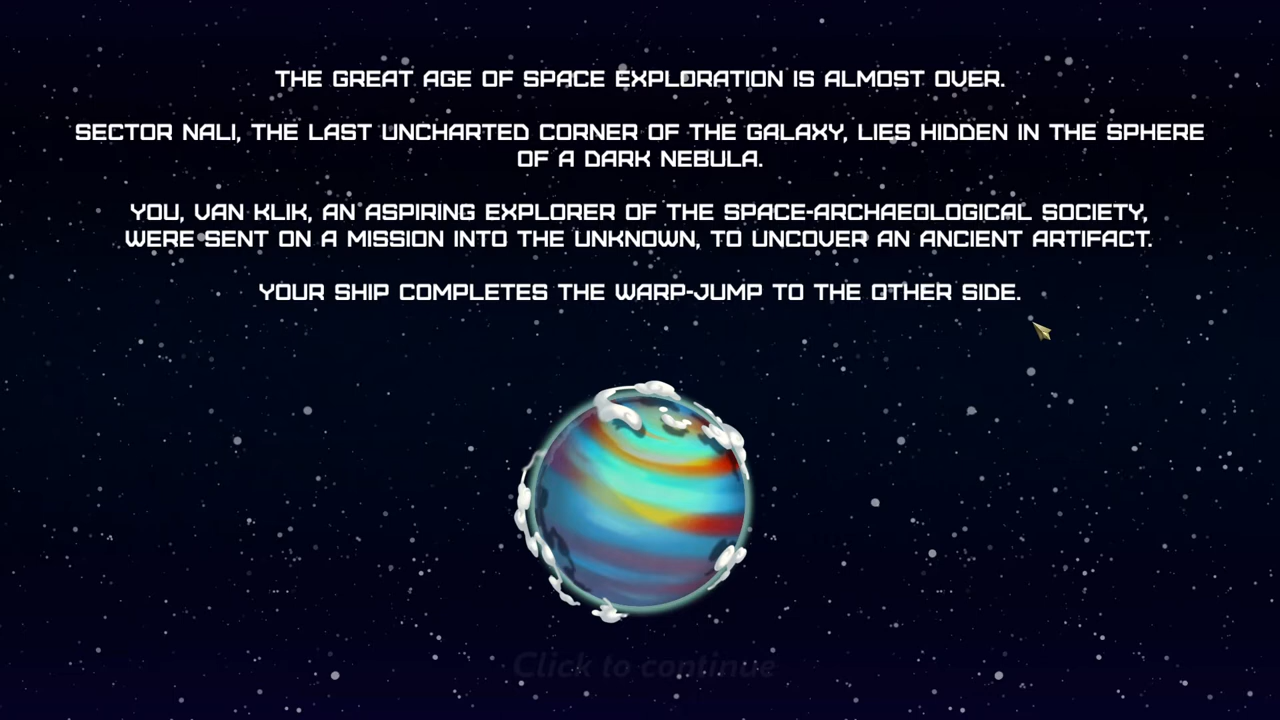 THE GREAT AGE OF SPACE EXPLORATION IS ALMOST OVER.
SECTOR NALI, THE LAST UNCHARTED CORNER OF THE GALAXY, LIES HIDDEN IN THE SPHERE
OF A DARK NEBULA.
YOU, VAN KLIK, AN ASPIRING EXPLORER OF THE SPACE-ARCHAEOLOGICAL SOCIETY,
WERE SENT ON A MISSION INTO THE UNKNOWN, TO UNCOVER AN ANCIENT ARTIFACT.
YOUR SHIP COMPLETES THE WARP-JUMP TO THE OTHER SIDE.
Click to continue